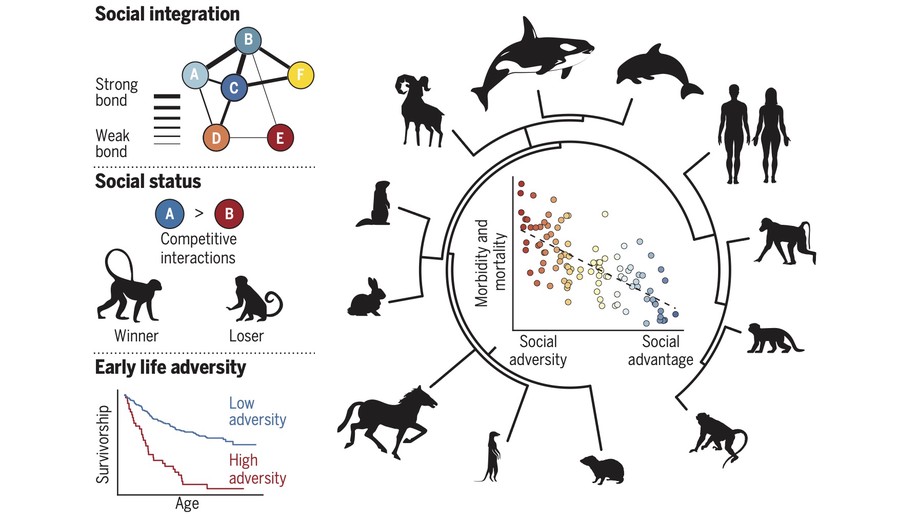 Social integration
B
A
F
C
Strong
bond
Weak
bond
D
E
Social status
A > B
Competitive
interactions
Winner
Loser
Early life adversity
Survivorship
Low
adversity
High
adversity
Age
Morbidity and
mortality
Social
adversity
Social
advantage